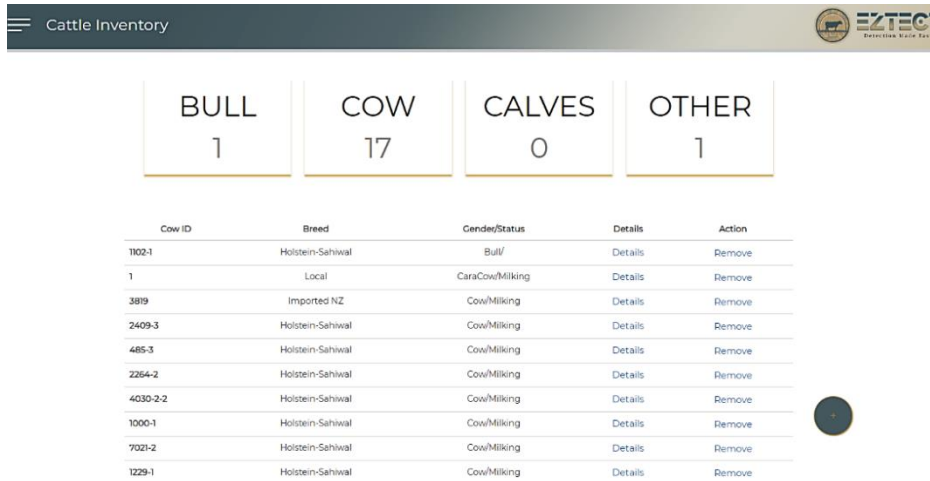 Cattle Inventory
EZTECT
Detection Made Eas
BULL COW CALVES OTHER
1 17 0 1
Cow ID Breed Gender/Status Details Action
1102-1 Holstein-Sahiwal Bull/ Details Remove
1 Local CaraCow/Milking Details Remove
3819 Imported NZ Cow/Milking Details Remove
2409-3 Holstein-Sahiwal Cow/Milking Details Remove
485-3 Holstein-Sahiwal Cow/Milking Details Remove
2264-2 Holstein-Sahiwal Cow/Milking Details Remove
4030-2-2 Holstein-Sahiwal Cow/Milking Details Remove
1000-1 Holstein-Sahiwal Cow/Milking Details Remove
+
7021-2 Holstein-Sahiwal Cow/Milking Details Remove
1229-1 Holstein-Sahiwal Cow/Milking Details Remove